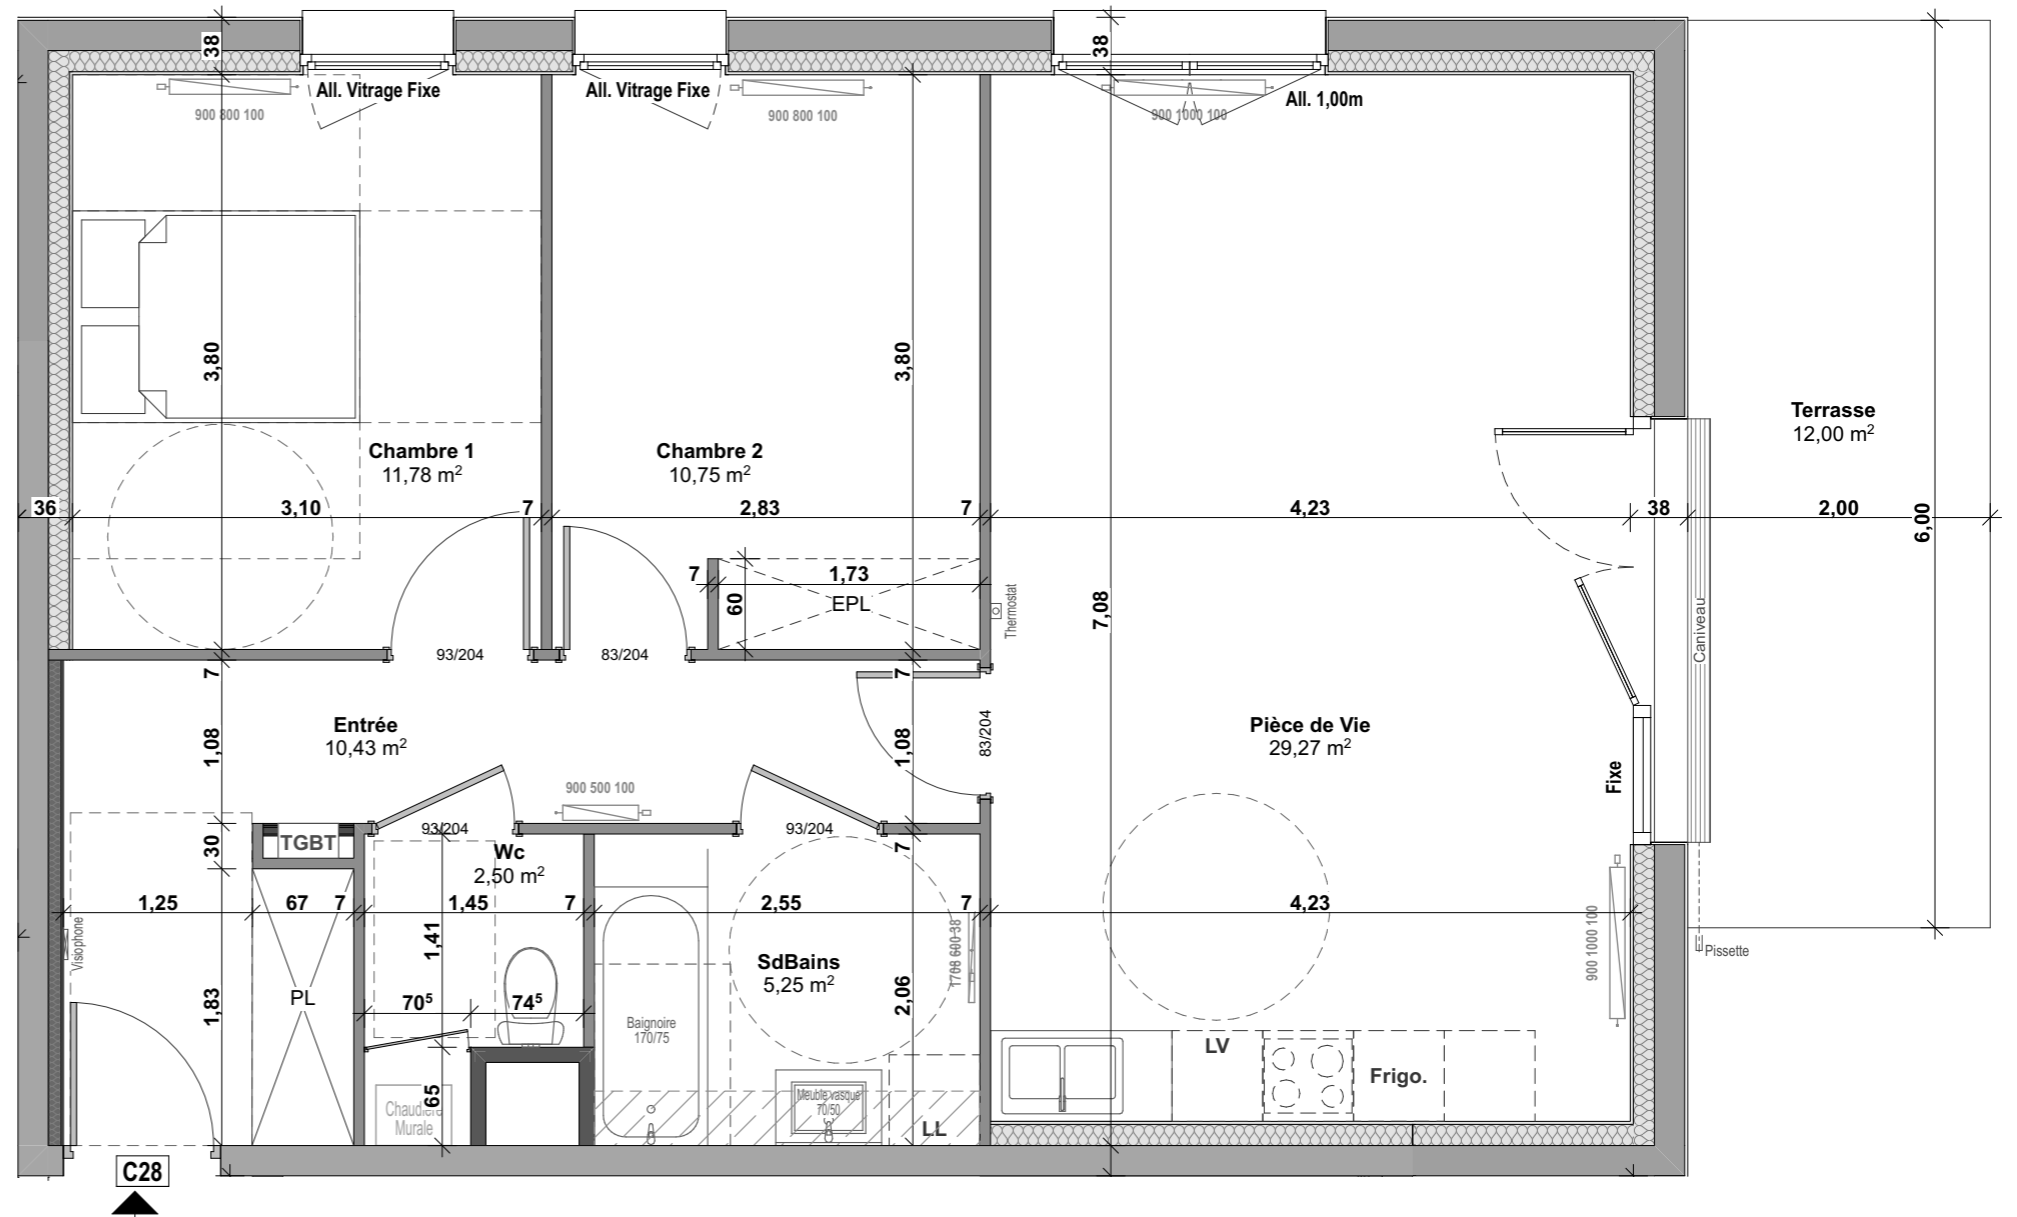 38
38
All. Vitrage Fixe
All. Vitrage Fixe
All. 1,00m
900 800 100
900 800 100
900 1000 100
3,80
3,80
Terrasse
12,00 m²
Chambre 1
11,78 m²
Chambre 2
10,75 m²
36
3,10
7
2,83
7
4,23
38
2,00
6,00
7
1,73
60
EPL
Thermostat
7,08
Caniveau
93/204
83/204
7
7
83/204
Entrée
10,43 m²
1,08
1,08
Pièce de Vie
29,27 m²
Fixe
900 500 100
93/204
93/204
TGBT
30
Wc
2,50 m²
7
1,25
67
7
1,45
7
2,55
7
4,23
Visiophone
1,41
1700 600 38
900 1000 100
Pissette
SdBains
5,25 m²
PL
1,83
70⁵
74⁵
2,06
Baignoire
170/75
LV
Frigo.
65
Chaudière
Murale
Meuble vasque
70/50
LL
C28